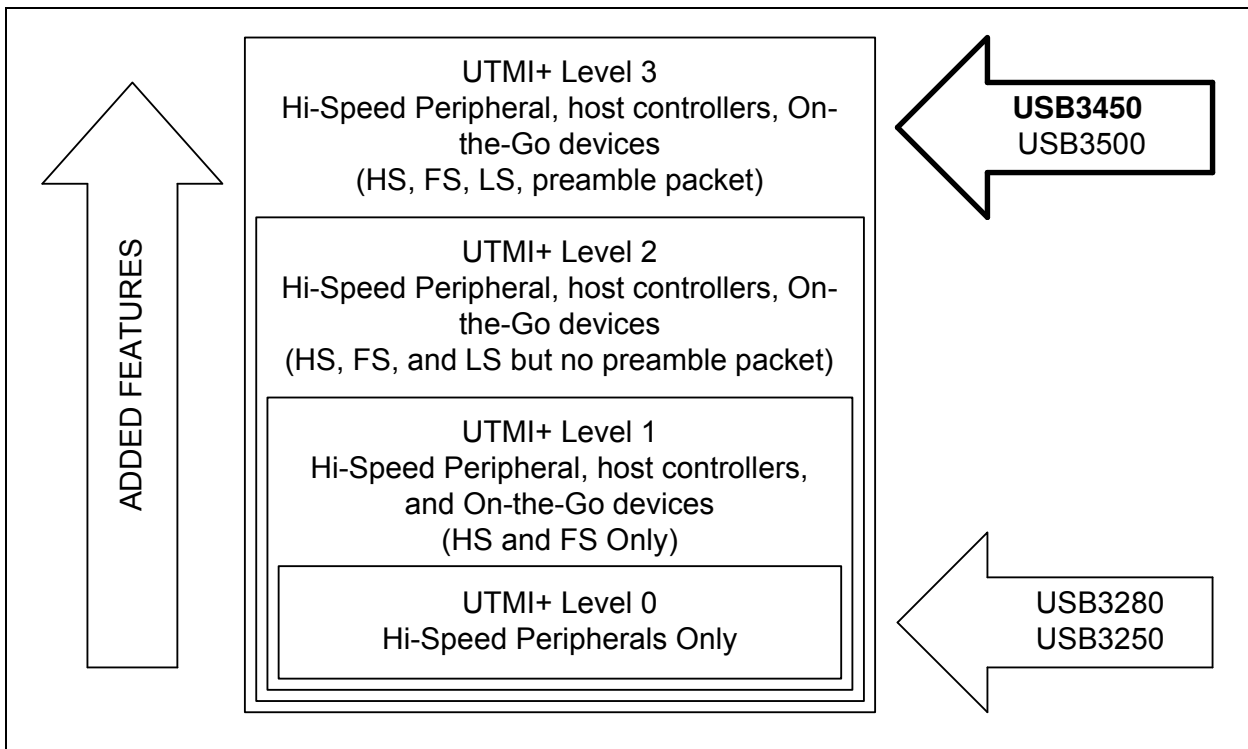 UTMI+ Level 3
Hi-Speed Peripheral, host controllers, On-
the-Go devices
(HS, FS, LS, preamble packet)
USB3450
USB3500
ADDED FEATURES
UTMI+ Level 2
Hi-Speed Peripheral, host controllers, On-
the-Go devices
(HS, FS, and LS but no preamble packet)
UTMI+ Level 1
Hi-Speed Peripheral, host controllers,
and On-the-Go devices
(HS and FS Only)
UTMI+ Level 0
Hi-Speed Peripherals Only
USB3280
USB3250